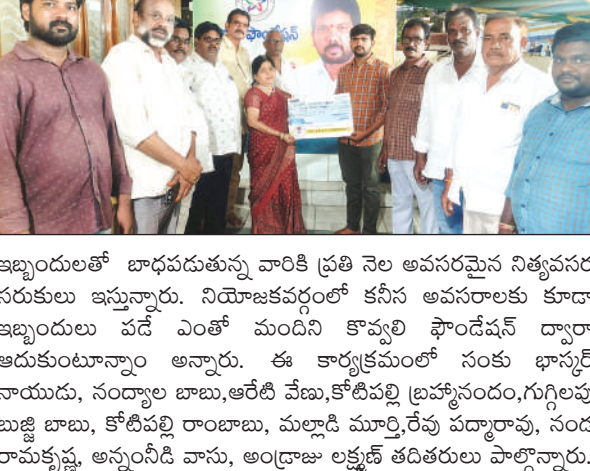 ఫౌండేషన్
ఇబ్బందులతో బాధపడుతున్న వారికి ప్రతి నెల అవసరమైన నిత్యవసర
సరుకులు ఇస్తున్నారు. నియోజకవర్గంలో కనీస అవసరాలకు కూడా
ఇబ్బందులు పడే ఎంతో మందిని కొవ్వలి ఫౌండేషన్ ద్వారా
ఆదుకుంటూన్నాం అన్నారు. ఈ కార్యక్రమంలో సంకు భాస్కర్
నాయుడు, నంద్యాల బాబు,ఆరేటి వేణు,కోటిపల్లి బ్రహ్మానందం,గుగ్గిలపు
బుజ్జి బాబు, కోటిపల్లి రాంబాబు, మల్లాడి మూర్తి,రేవు పద్మారావు, నంద
రామకృష్ణ, అన్నంనీడి వాసు, అండ్రాజు లక్ష్మణ్ తదితరులు పాల్గొన్నారు.